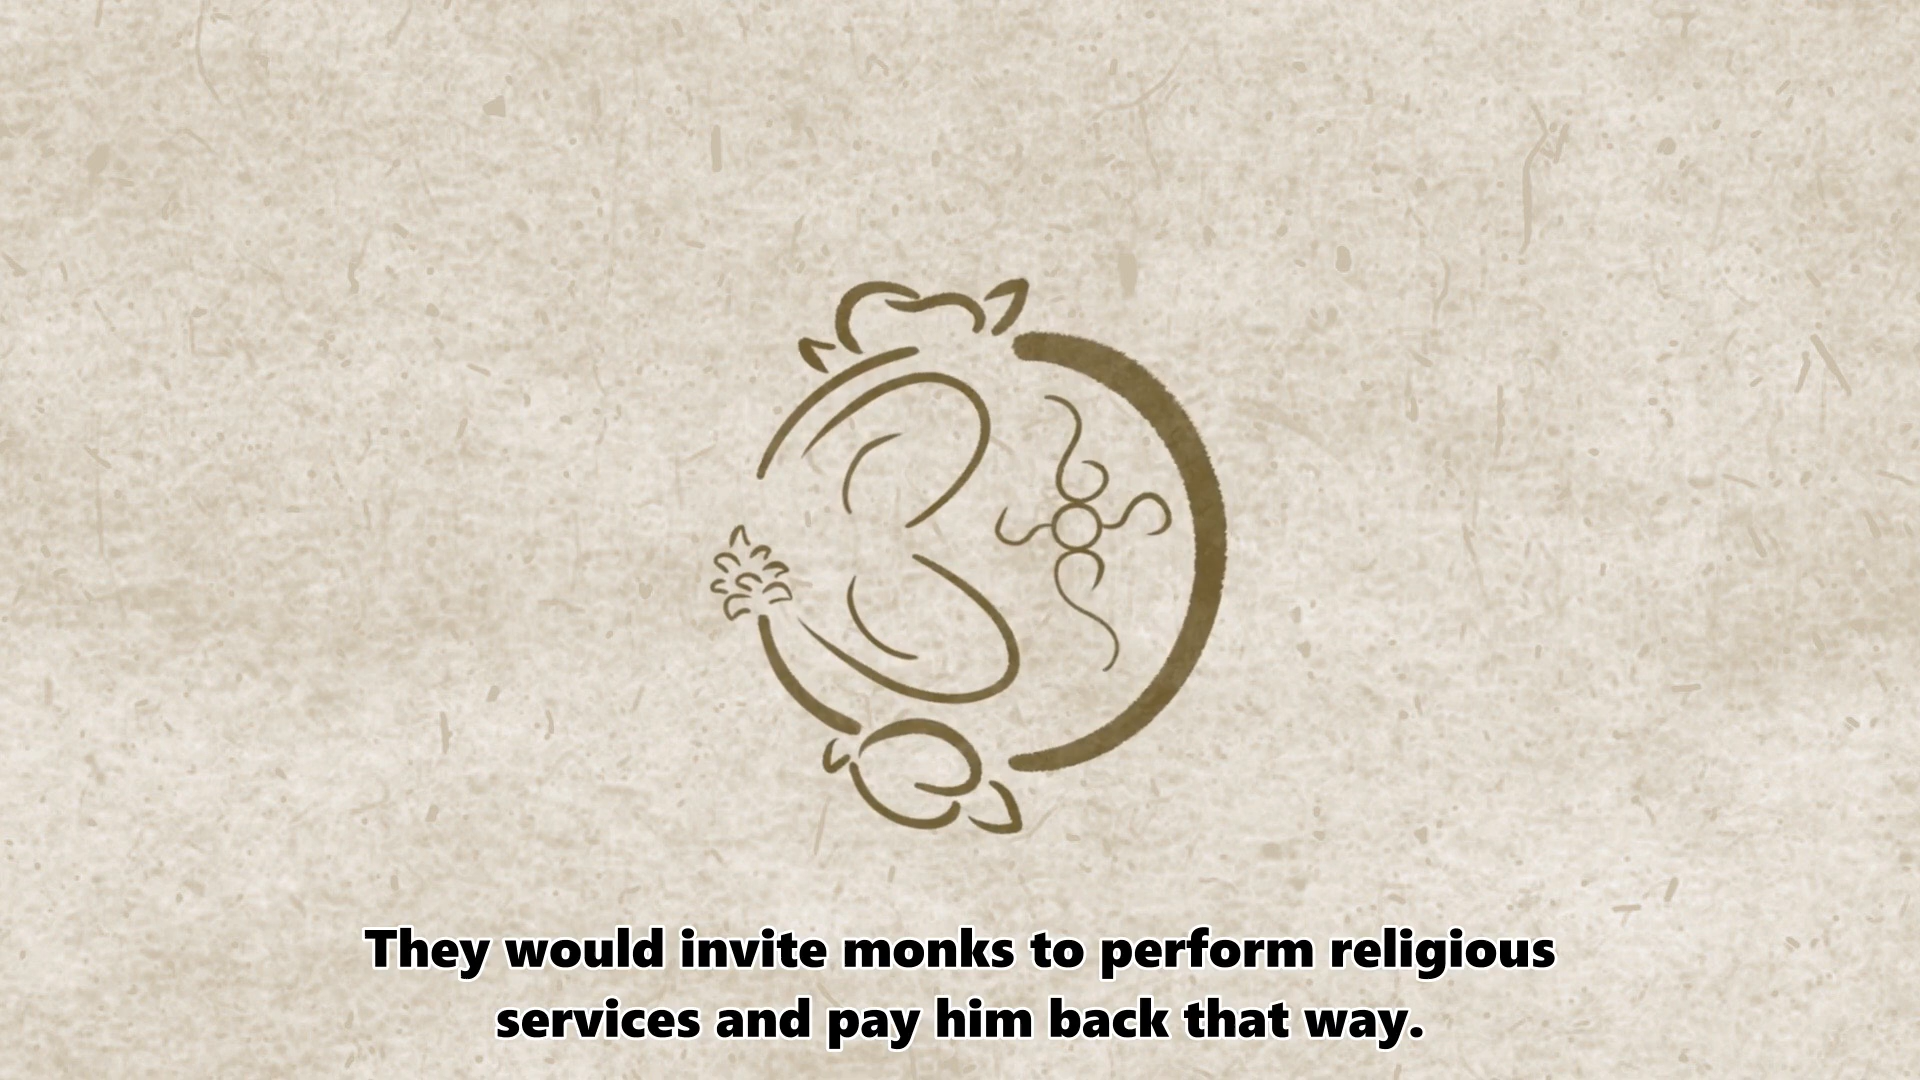 They would invite monks to perform religious
services and pay him back that way.